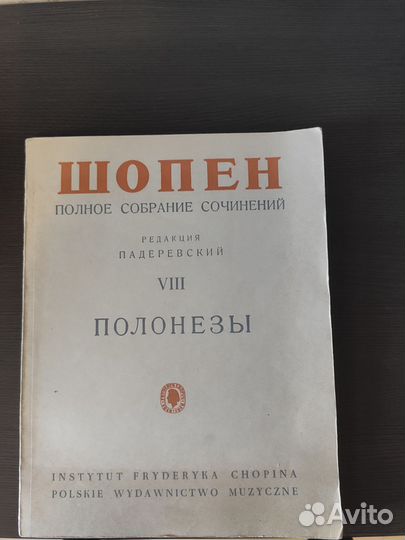 ШОПЕН
ПОЛНОЕ СОБРАНИЕ СОЧИНЕНИЙ
РЕДАКЦИЯ
ПАДЕРЕВСКИЙ
VIII
ПОЛОНЕЗЫ
INSTYTUT FRYDERYKA CHOPINA
POLSKIE WYDAWNICTWO MUZYCZNE
Avito